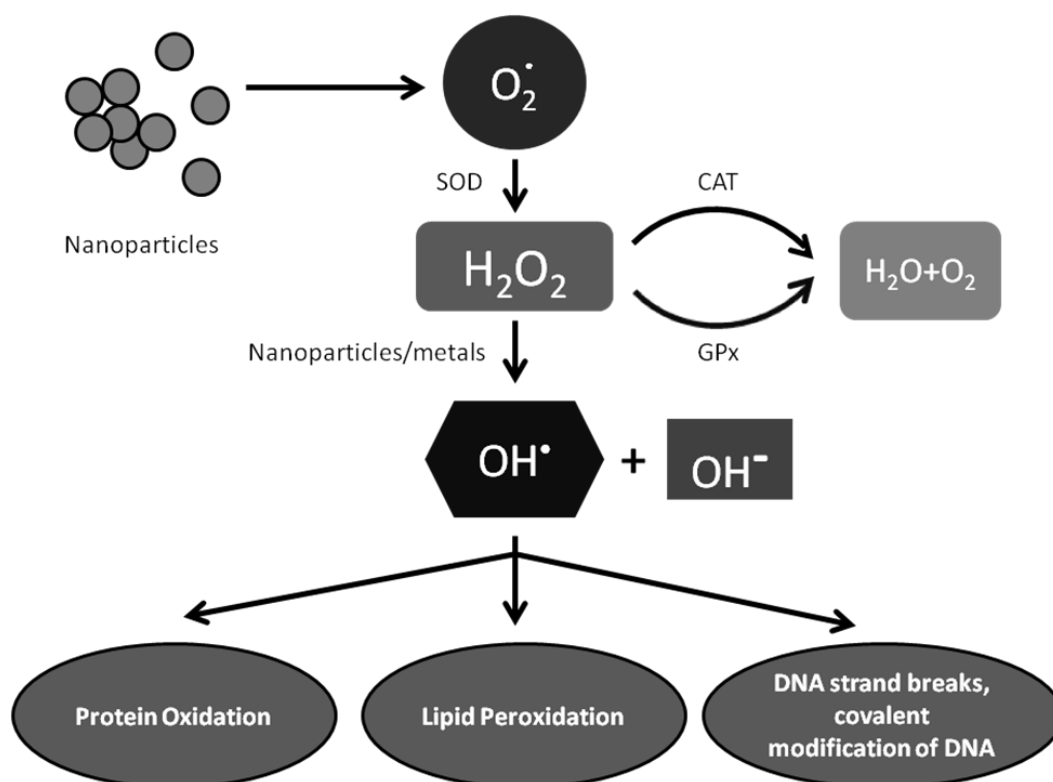 O₂•
SOD
CAT
Nanoparticles
H₂O₂
H₂O+O₂
Nanoparticles/metals
GPx
OH•
+
OH⁻
Protein Oxidation
Lipid Peroxidation
DNA strand breaks,
covalent
modification of DNA